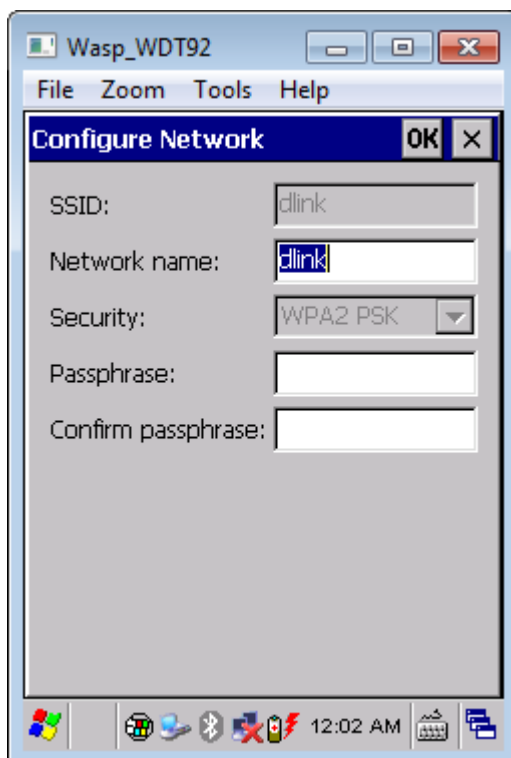 Wasp_WDT92
File Zoom Tools Help
Configure Network OK
SSID: dlink
Network name: dlink
Security: WPA2 PSK
Passphrase:
Confirm passphrase:
12:02 AM